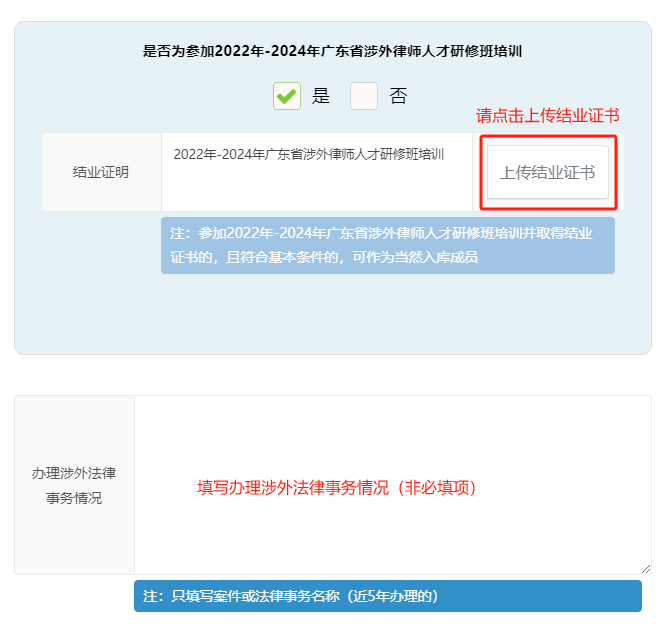 是否为参加2022年-2024年广东省涉外律师人才研修班培训
是 否
请点击上传结业证书
结业证明
2022年-2024年广东省涉外律师人才研修班培训
上传结业证书
注：参加2022年-2024年广东省涉外律师人才研修班培训并取得结业
证书的，且符合基本条件的，可作为当然入库成员
办理涉外法律
事务情况
填写办理涉外法律事务情况（非必填项）
注：只填写案件或法律事务名称（近5年办理的）